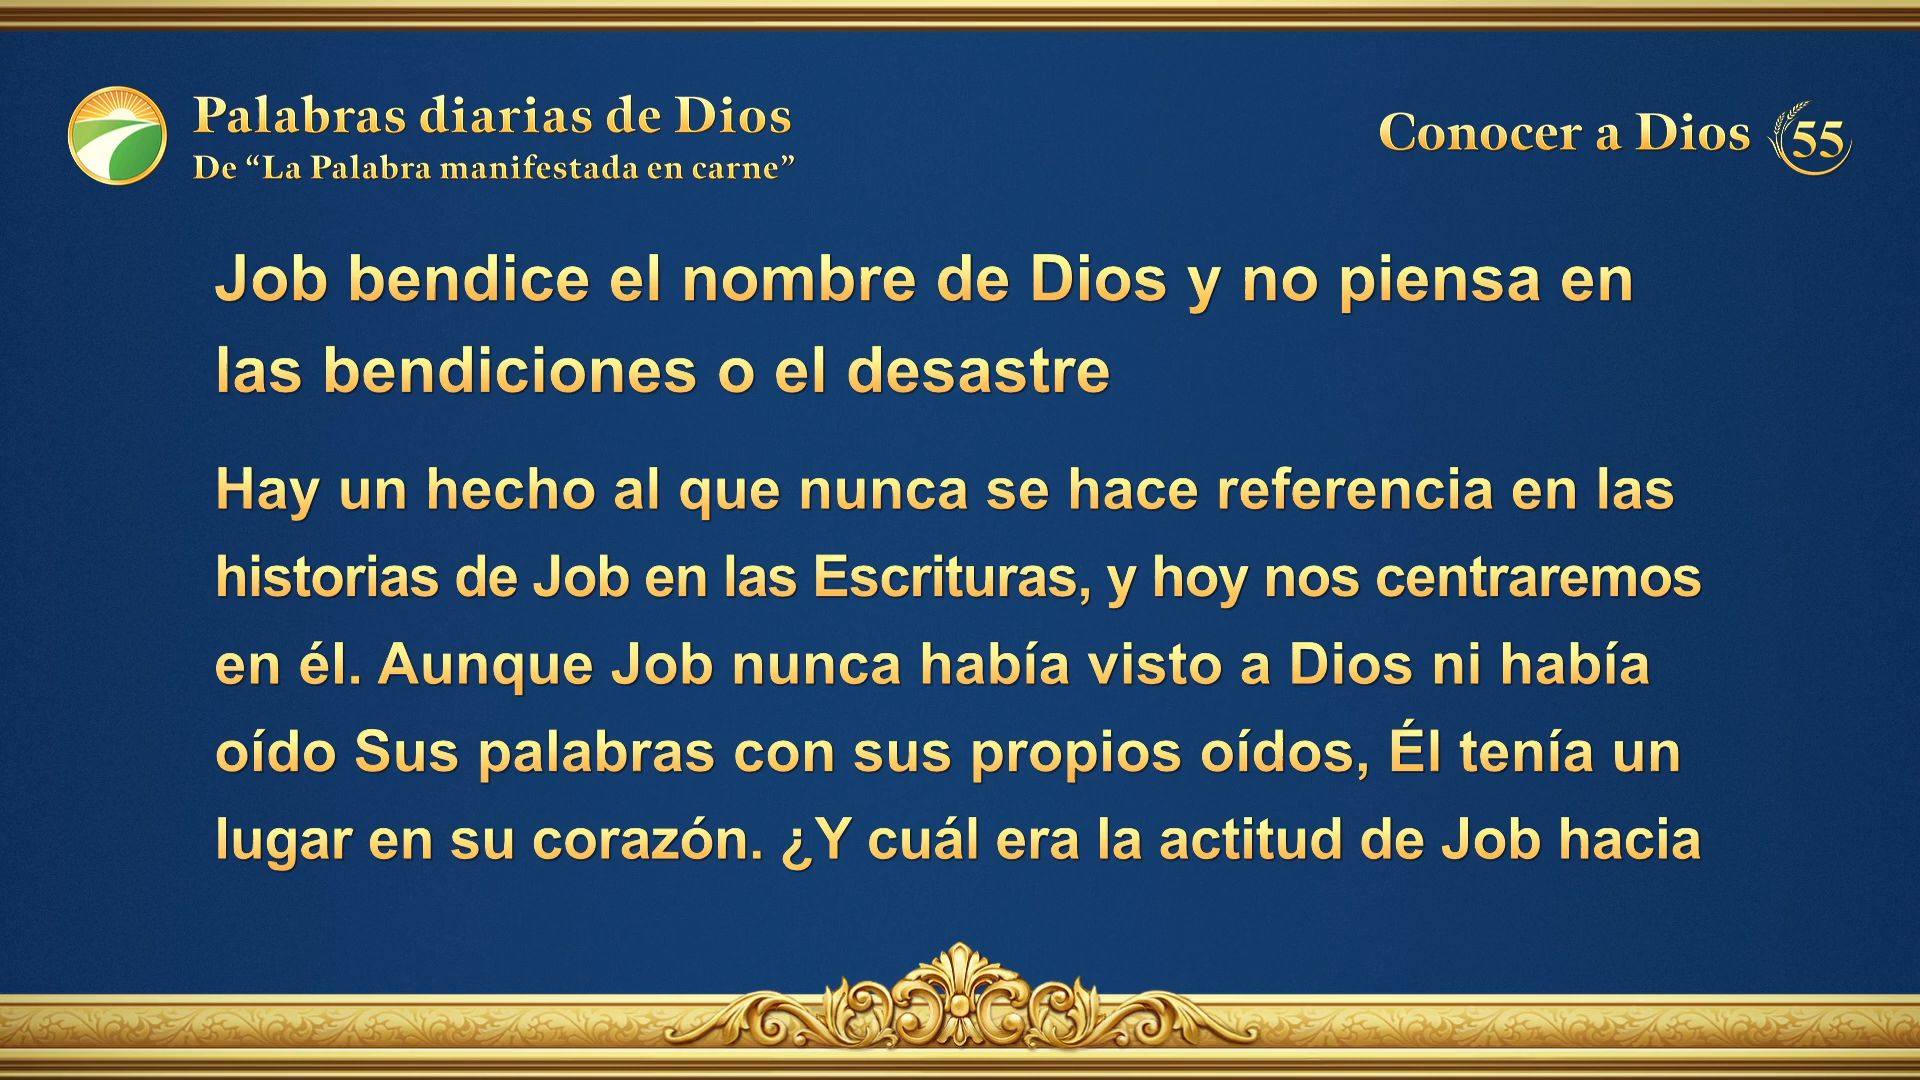 Palabras diarias de Dios
De “La Palabra manifestada en carne”
Conocer a Dios 55
Job bendice el nombre de Dios y no piensa en
las bendiciones o el desastre
Hay un hecho al que nunca se hace referencia en las
historias de Job en las Escrituras, y hoy nos centraremos
en él. Aunque Job nunca había visto a Dios ni había
oído Sus palabras con sus propios oídos, Él tenía un
lugar en su corazón. ¿Y cuál era la actitud de Job hacia